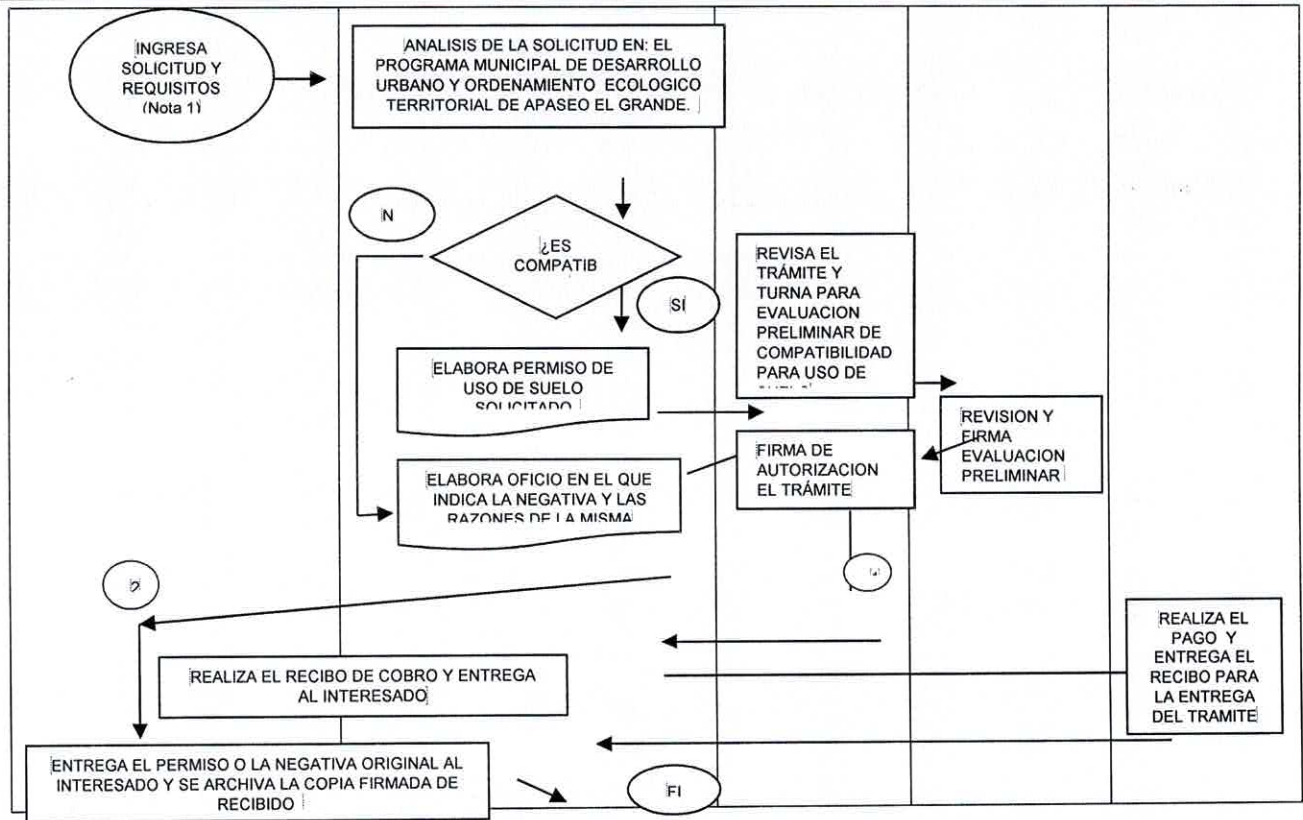 INGRESA
SOLICITUD Y
REQUISITOS
(Nota 1)
ANALISIS DE LA SOLICITUD EN: EL
PROGRAMA MUNICIPAL DE DESARROLLO
URBANO Y ORDENAMIENTO ECOLOGICO
TERRITORIAL DE APASEO EL GRANDE.
N
¿ES
COMPATIB
SÍ
REVISA EL
TRÁMITE Y
TURNA PARA
EVALUACION
PRELIMINAR DE
COMPATIBILIDAD
PARA USO DE
ELABORA PERMISO DE
USO DE SUELO
SOLICITADO
REVISION Y
FIRMA
EVALUACION
PRELIMINAR
FIRMA DE
AUTORIZACION
EL TRÁMITE
ELABORA OFICIO EN EL QUE
INDICA LA NEGATIVA Y LAS
RAZONES DE LA MISMA
REALIZA EL
PAGO Y
ENTREGA EL
RECIBO PARA
LA ENTREGA
DEL TRAMITE
REALIZA EL RECIBO DE COBRO Y ENTREGA
AL INTERESADO
ENTREGA EL PERMISO O LA NEGATIVA ORIGINAL AL
INTERESADO Y SE ARCHIVA LA COPIA FIRMADA DE
RECIBIDO
FI